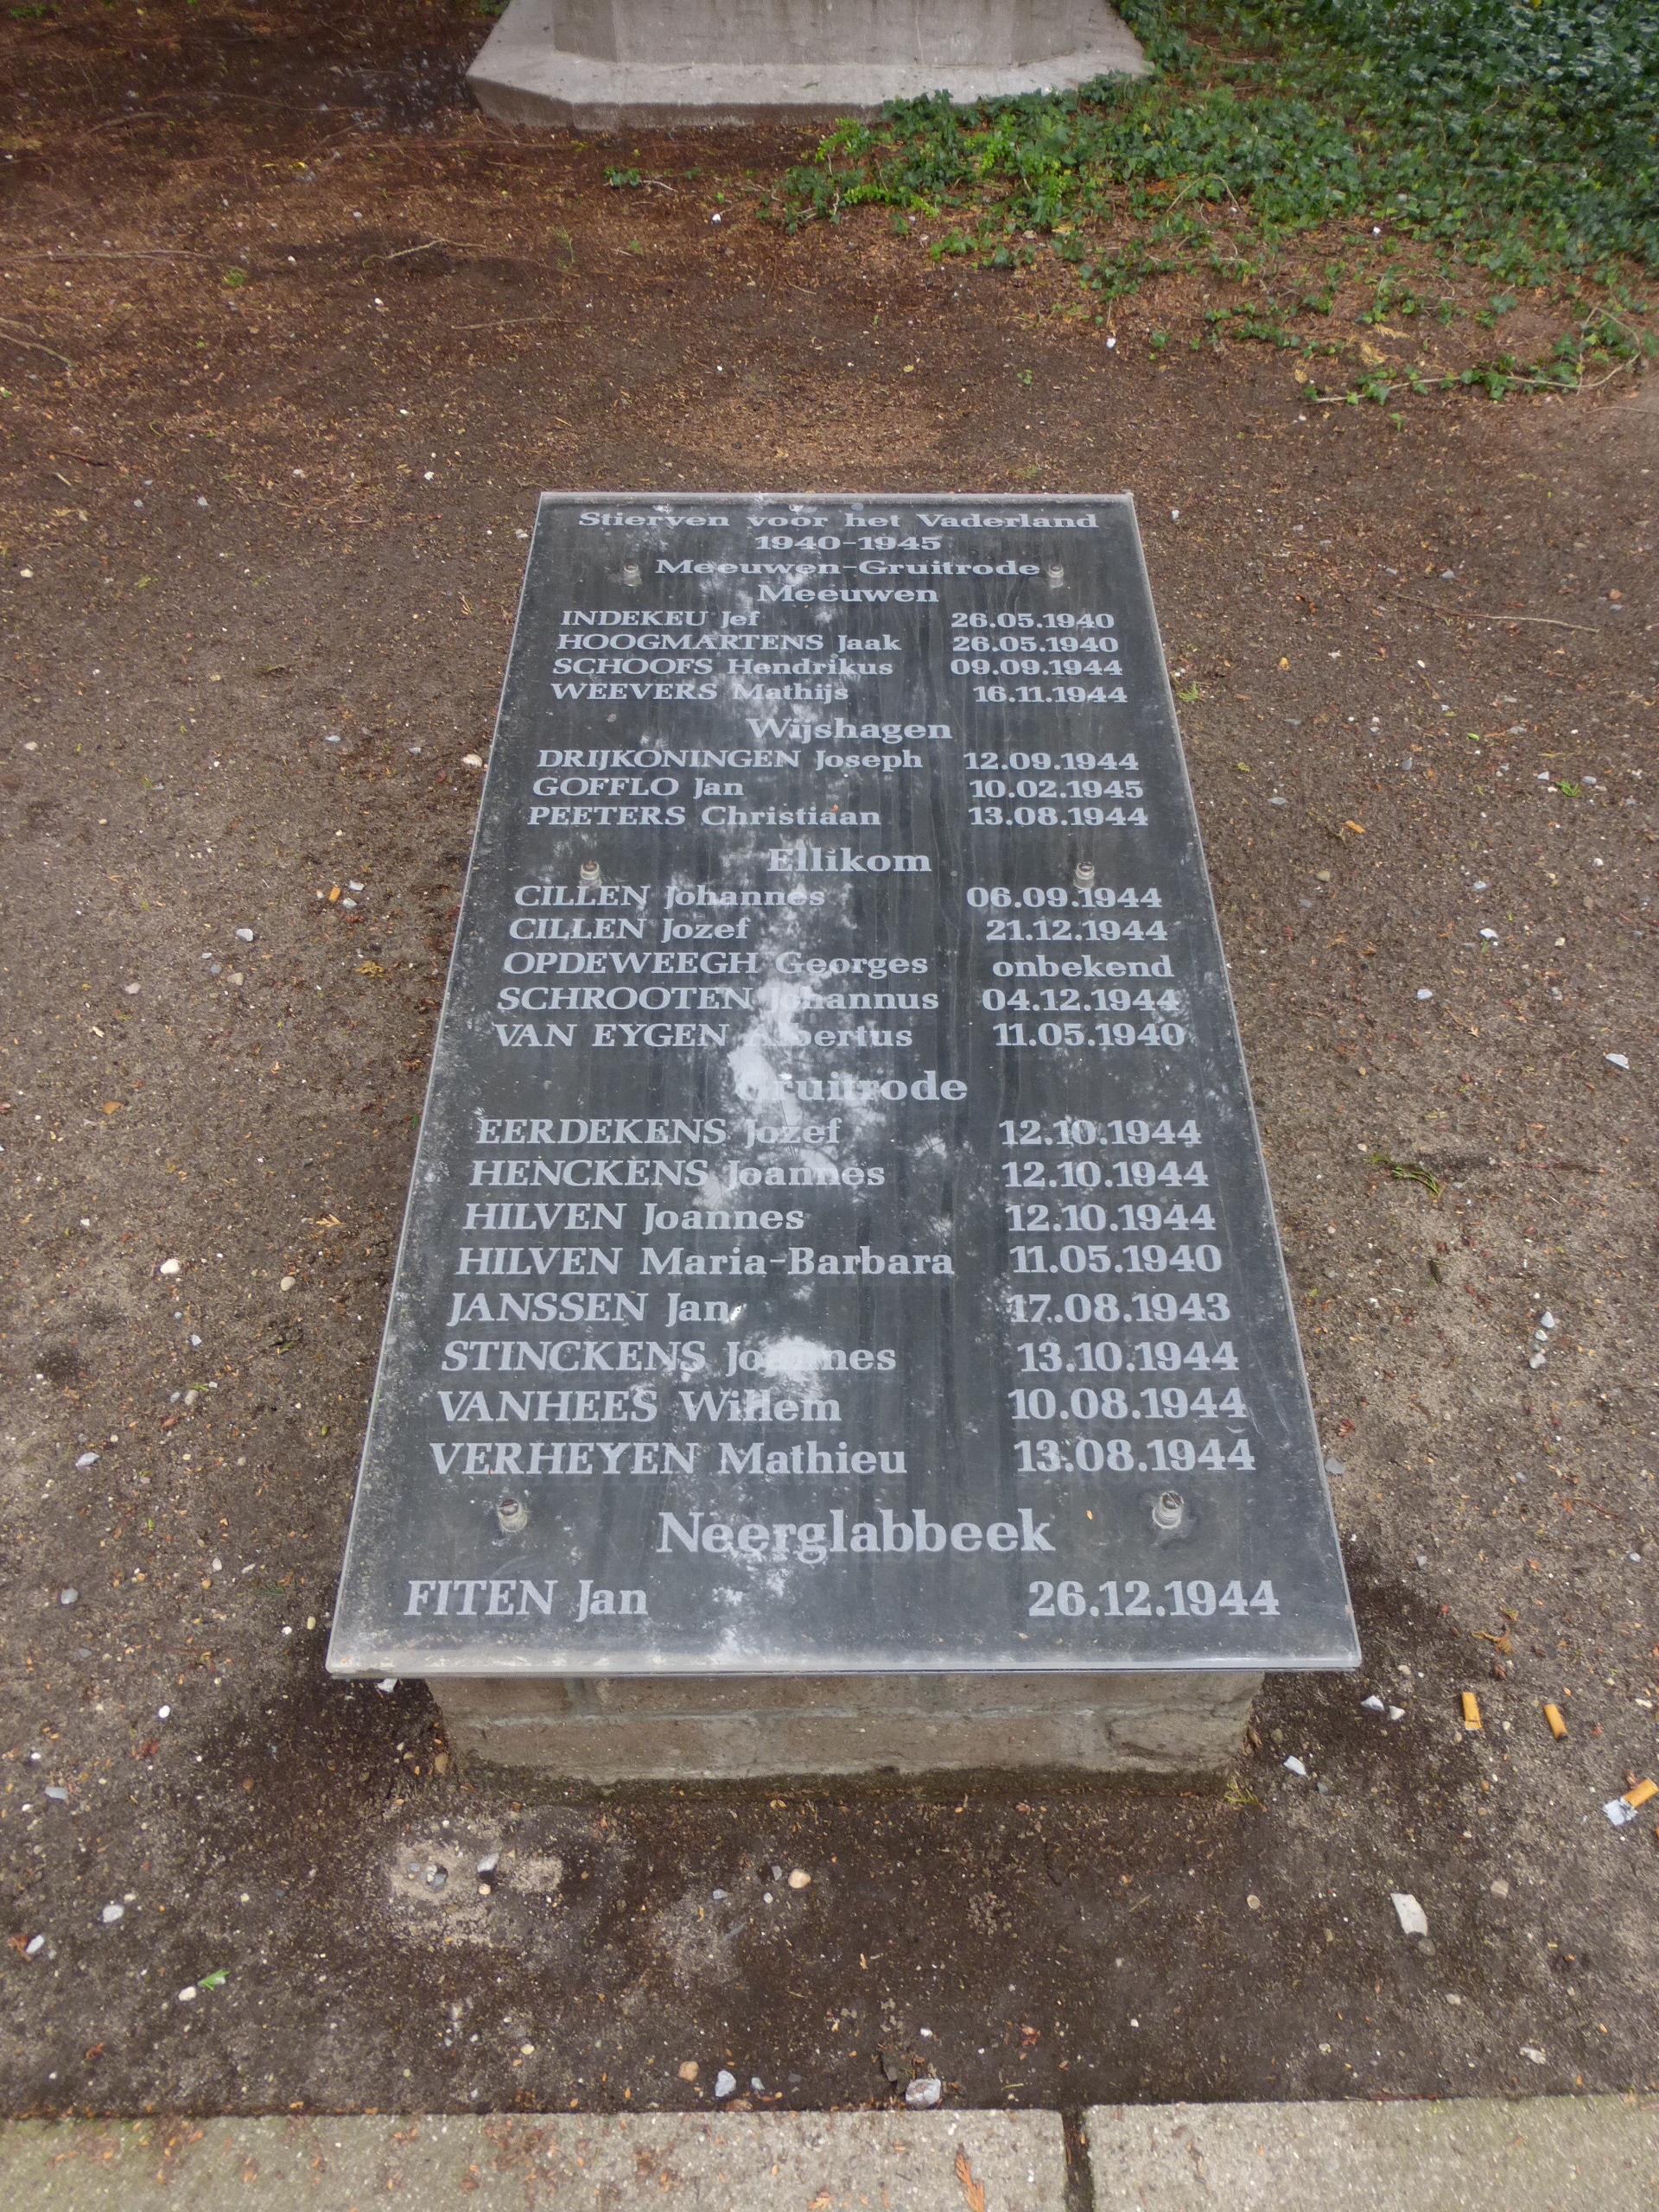 Stierven voor het Vaderland
1940-1945
Meeuwen-Gruitrode
Meeuwen
INDEKEU Jef 26.05.1940
HOOGMARTENS Jaak 26.05.1940
SCHOOFS Hendrikus 09.09.1944
WEEVERS Mathijs 16.11.1944
Wijshagen
DRIJKONINGEN Joseph 12.09.1944
GOFFLO Jan 10.02.1945
PEETERS Christiaan 13.08.1944
Ellikom
CILLEN Johannes 06.09.1944
CILLEN Jozef 21.12.1944
OPDEWEEGH Georges onbekend
SCHROOTEN Johannus 04.12.1944
VAN EYGEN Albertus 11.05.1940
Gruitrode
EERDEKENS Jozef 12.10.1944
HENCKENS Joannes 12.10.1944
HILVEN Joannes 12.10.1944
HILVEN Maria-Barbara 11.05.1940
JANSSEN Jan 17.08.1943
STINCKENS Joannes 13.10.1944
VANHEES Willem 10.08.1944
VERHEYEN Mathieu 13.08.1944
Neerglabbeek
FITEN Jan 26.12.1944